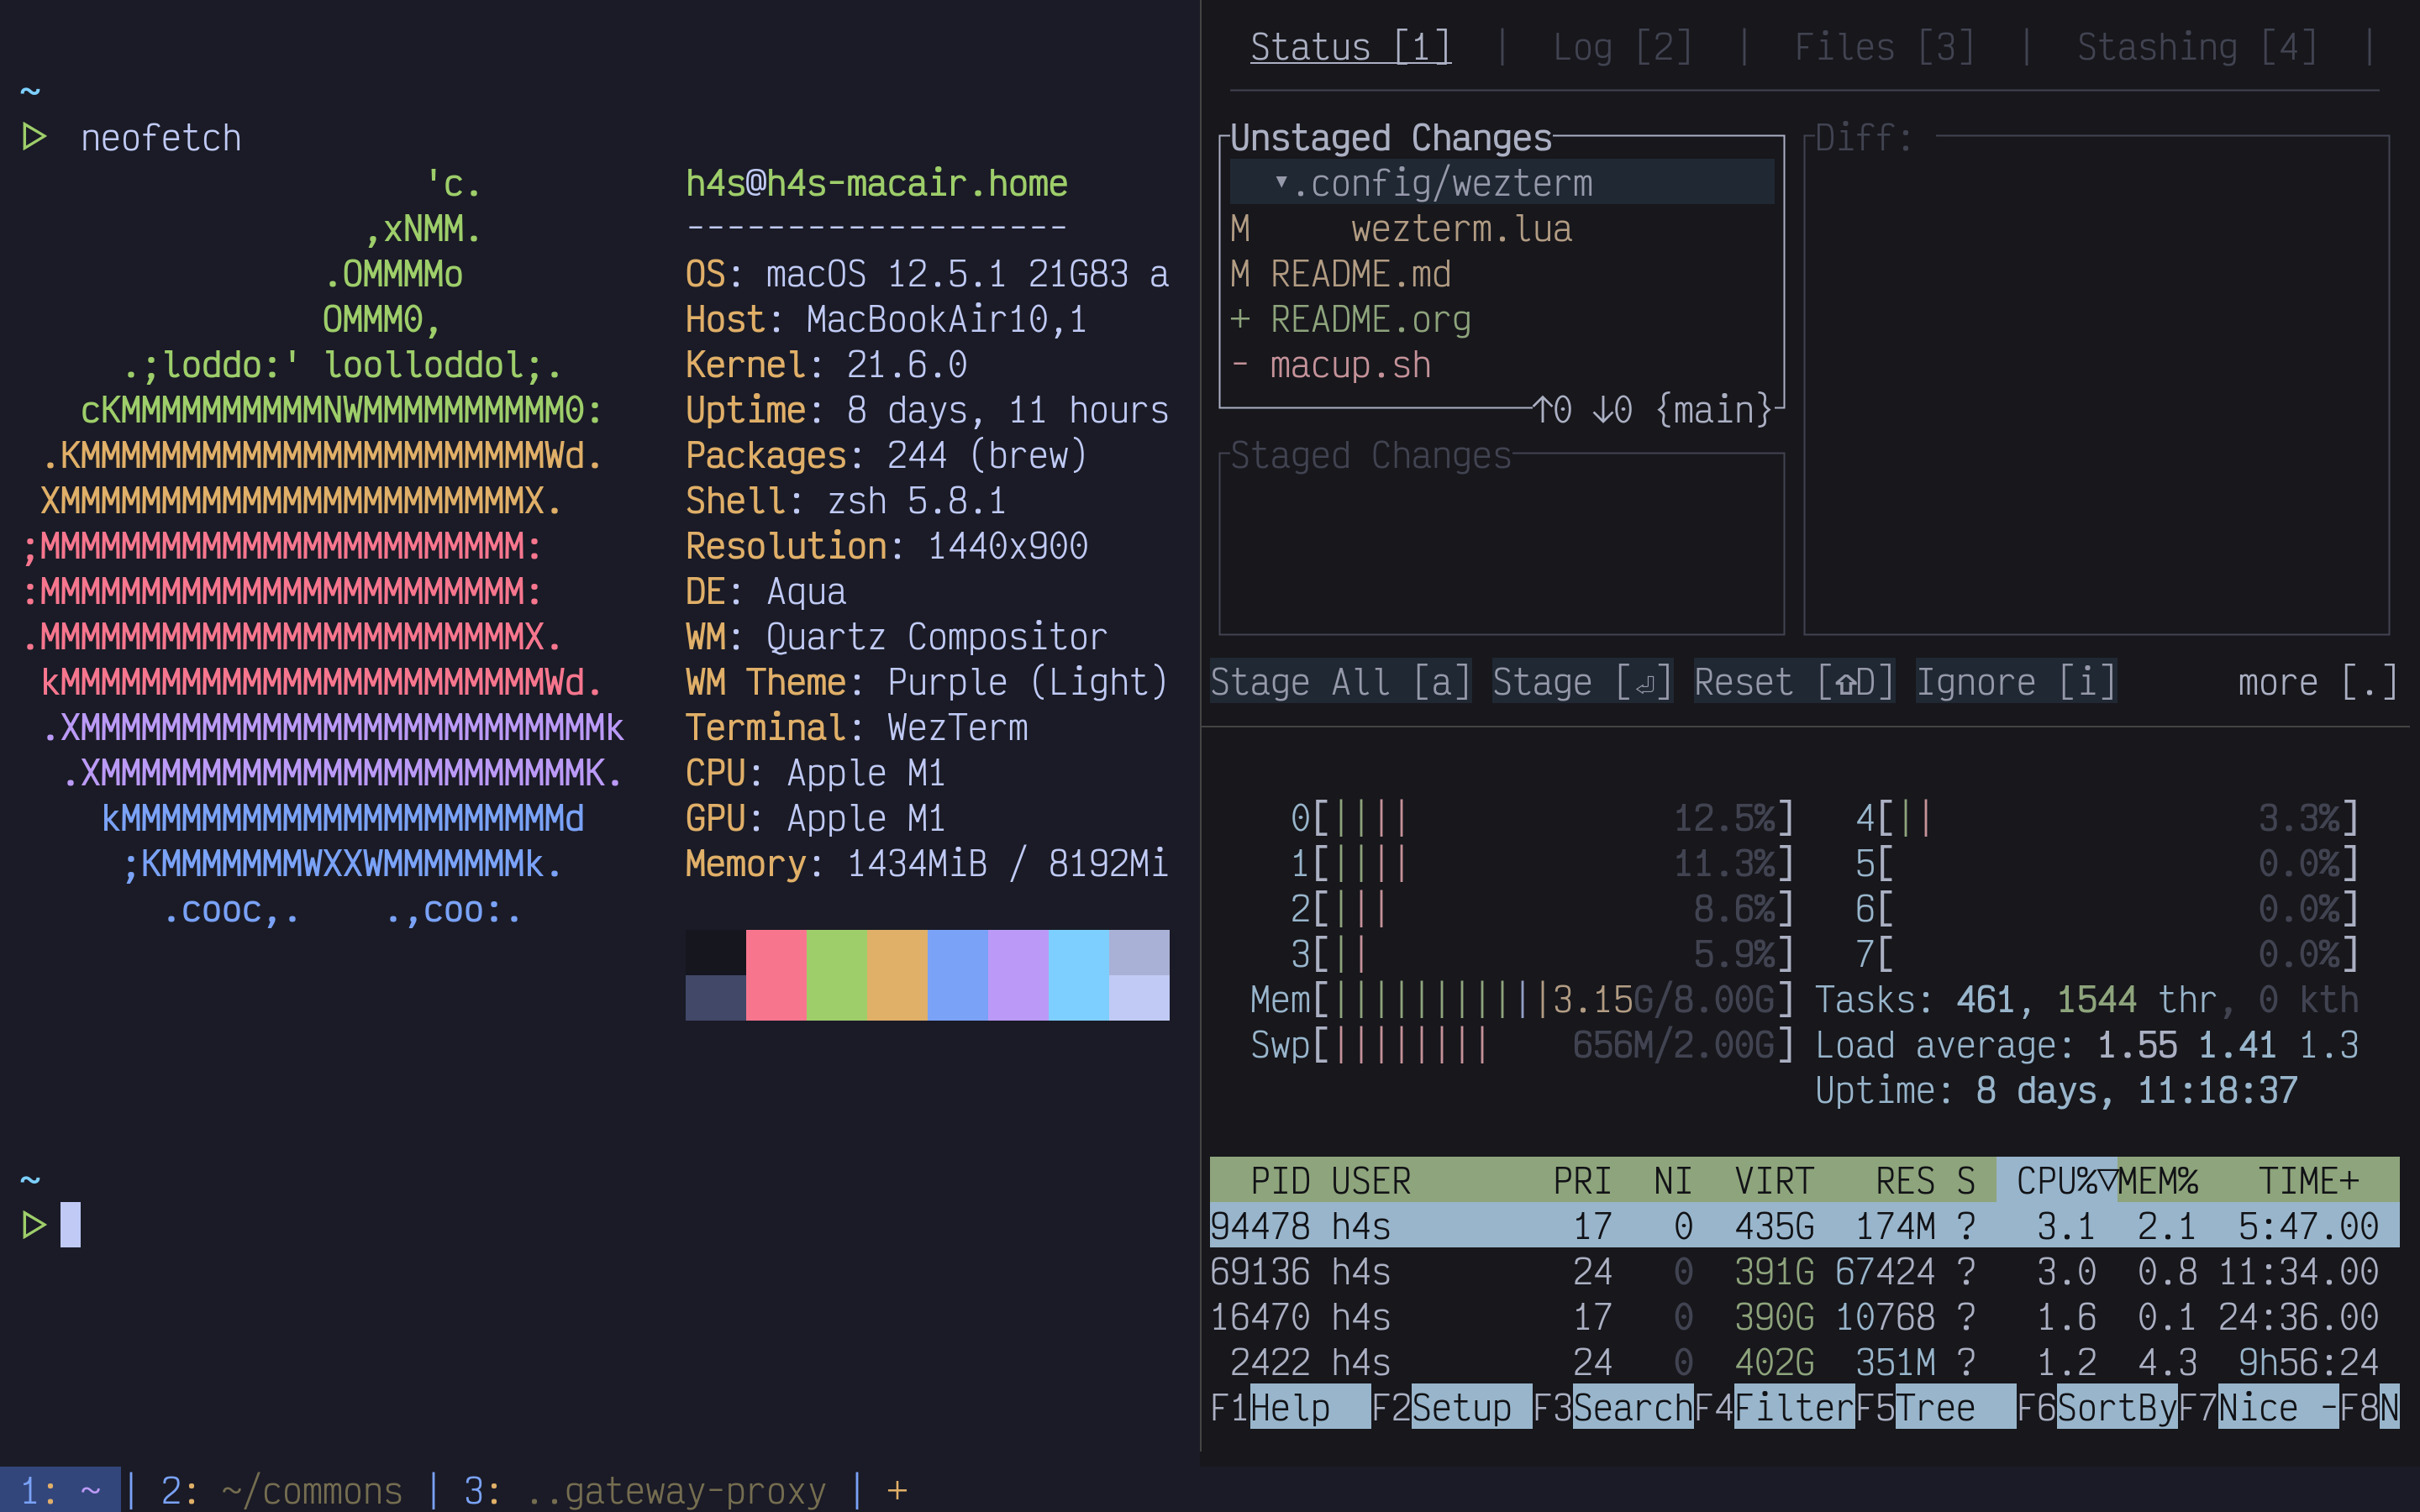 ~
▷ neofetch
'c.
,xNMM.
.OMMMMo
OMMM0,
.;loddo:' loolloddol;.
cKMMMMMMMMMMNWMMMMMMMMMM0:
.KMMMMMMMMMMMMMMMMMMMMMMMWd.
XMMMMMMMMMMMMMMMMMMMMMMMX.
;MMMMMMMMMMMMMMMMMMMMMMMM:
:MMMMMMMMMMMMMMMMMMMMMMMM:
.MMMMMMMMMMMMMMMMMMMMMMMMX.
kMMMMMMMMMMMMMMMMMMMMMMMMWd.
.XMMMMMMMMMMMMMMMMMMMMMMMMMMk
.XMMMMMMMMMMMMMMMMMMMMMMMMK.
kMMMMMMMMMMMMMMMMMMMMMMd
;KMMMMMMMWXXWMMMMMMMk.
.cooc,.    .,coo:.
h4s@h4s-macair.home
-------------------
OS: macOS 12.5.1 21G83 a
Host: MacBookAir10,1
Kernel: 21.6.0
Uptime: 8 days, 11 hours
Packages: 244 (brew)
Shell: zsh 5.8.1
Resolution: 1440x900
DE: Aqua
WM: Quartz Compositor
WM Theme: Purple (Light)
Terminal: WezTerm
CPU: Apple M1
GPU: Apple M1
Memory: 1434MiB / 8192Mi
~
▷
Status [1] | Log [2] | Files [3] | Stashing [4] |
Unstaged Changes
▾.config/wezterm
M     wezterm.lua
M README.md
+ README.org
- macup.sh
↑0 ↓0 {main}
Staged Changes
Diff:
Stage All [a] Stage [⏎] Reset [⇧D] Ignore [i] more [.]
0[|||| 12.5%] 4[|| 3.3%]
1[|||| 11.3%] 5[ 0.0%]
2[||| 8.6%] 6[ 0.0%]
3[|| 5.9%] 7[ 0.0%]
Mem[|||||||||||3.15G/8.00G] Tasks: 461, 1544 thr, 0 kth
Swp[|||||||| 656M/2.00G] Load average: 1.55 1.41 1.3
Uptime: 8 days, 11:18:37
PID USER PRI NI VIRT RES S CPU%▽MEM% TIME+
94478 h4s 17 0 435G 174M ? 3.1 2.1 5:47.00
69136 h4s 24 0 391G 67424 ? 3.0 0.8 11:34.00
16470 h4s 17 0 390G 10768 ? 1.6 0.1 24:36.00
2422 h4s 24 0 402G 351M ? 1.2 4.3 9h56:24
F1Help F2Setup F3SearchF4FilterF5Tree F6SortByF7Nice -F8N
1: ~ | 2: ~/commons | 3: ..gateway-proxy | +